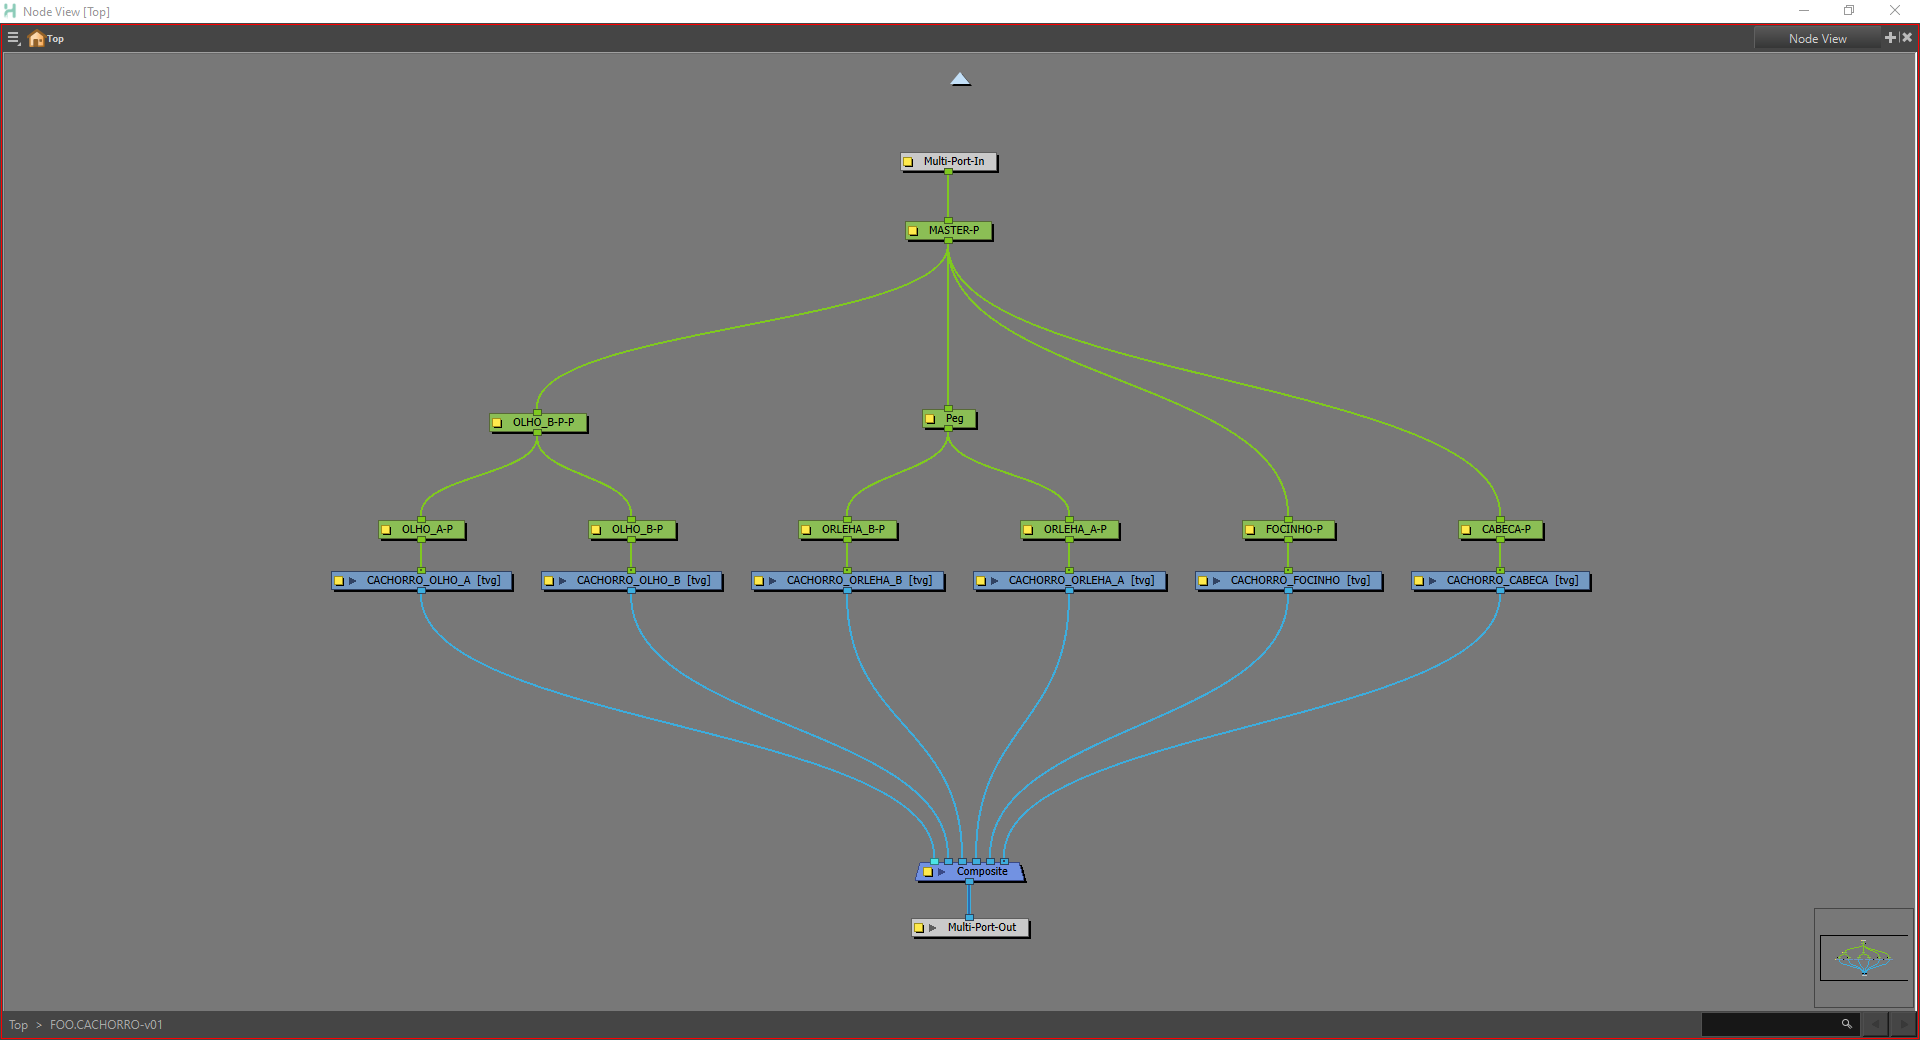 Node View [Top]
Top
Node View
Multi-Port-In
MASTER-P
OLHO_B-P-P
Peg
OLHO_A-P
OLHO_B-P
ORLEHA_B-P
ORLEHA_A-P
FOCINHO-P
CABECA-P
CACHORRO_OLHO_A [tvg]
CACHORRO_OLHO_B [tvg]
CACHORRO_ORLEHA_B [tvg]
CACHORRO_ORLEHA_A [tvg]
CACHORRO_FOCINHO [tvg]
CACHORRO_CABECA [tvg]
Composite
Multi-Port-Out
Top > FOO.CACHORRO-v01